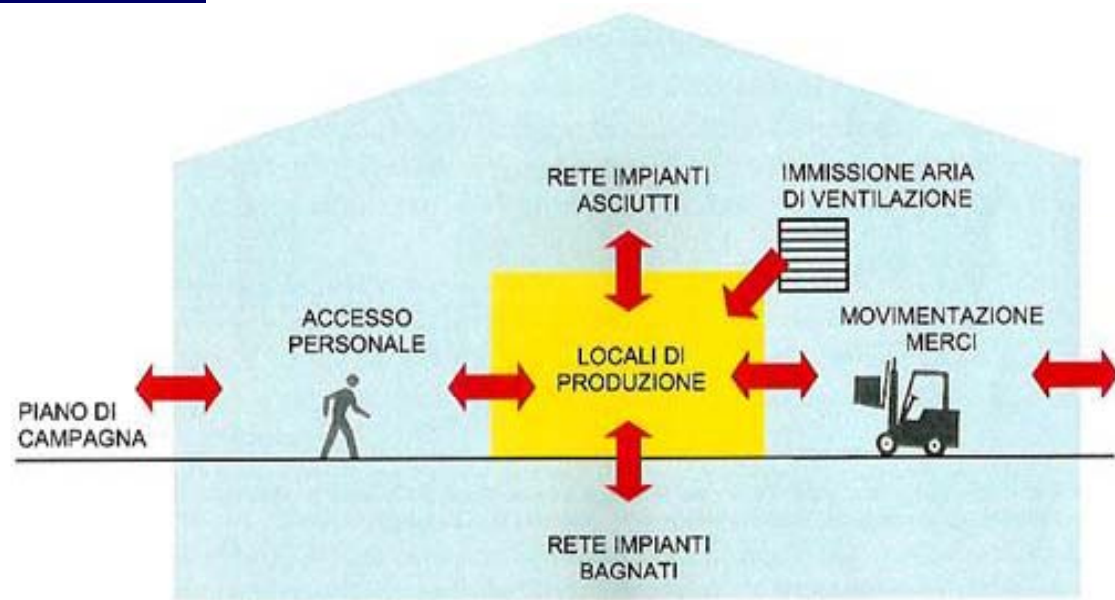 RETE IMPIANTI
ASCIUTTI
IMMISSIONE ARIA
DI VENTILAZIONE
ACCESSO
PERSONALE
LOCALI DI
PRODUZIONE
MOVIMENTAZIONE
MERCI
PIANO DI
CAMPAGNA
RETE IMPIANTI
BAGNATI